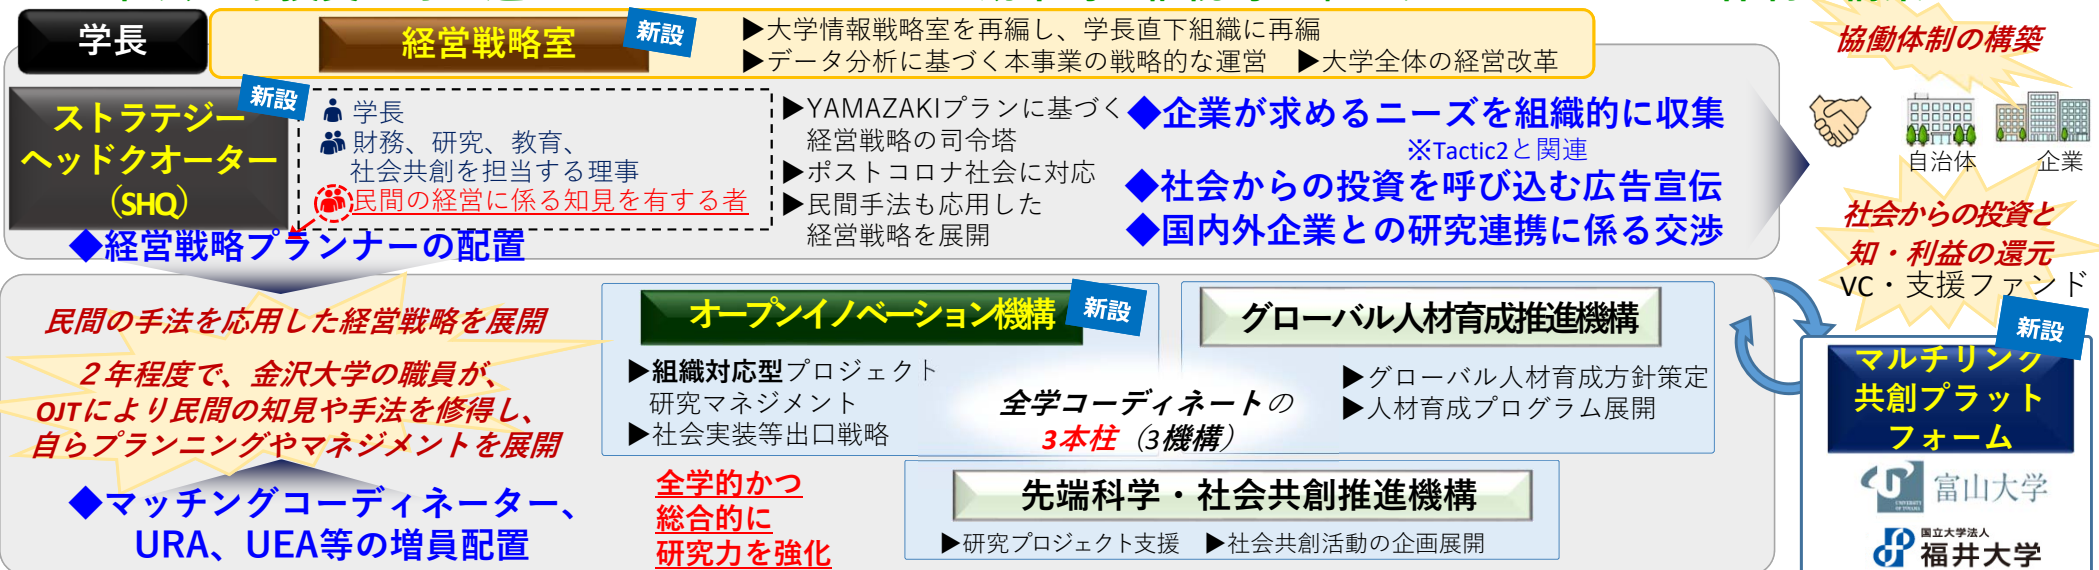 学長
経営戦略室
新設
▶大学情報戦略室を再編し、学長直下組織に再編
▶データ分析に基づく本事業の戦略的な運営 ▶大学全体の経営改革
ストラテジー
ヘッドクオーター
（SHQ）
新設
学長
財務、研究、教育、
社会共創を担当する理事
民間の経営に係る知見を有する者
◆経営戦略プランナーの配置
▶YAMAZAKIプランに基づく
経営戦略の司令塔
▶ポストコロナ社会に対応
▶民間手法も応用した
経営戦略を展開
◆企業が求めるニーズを組織的に収集
※Tactic2と関連
◆社会からの投資を呼び込む広告宣伝
◆国内外企業との研究連携に係る交渉
協働体制の構築
自治体
企業
社会からの投資と
知・利益の還元
VC・支援ファンド
民間の手法を応用した経営戦略を展開
２年程度で、金沢大学の職員が、
OJTにより民間の知見や手法を修得し、
自らプランニングやマネジメントを展開
◆マッチングコーディネーター、
URA、UEA等の増員配置
オープンイノベーション機構
新設
▶組織対応型プロジェクト
研究マネジメント
▶社会実装等出口戦略
グローバル人材育成推進機構
▶グローバル人材育成方針策定
▶人材育成プログラム展開
全学コーディネートの
3本柱（3機構）
全学的かつ
総合的に
研究力を強化
先端科学・社会共創推進機構
▶研究プロジェクト支援 ▶社会共創活動の企画展開
新設
マルチリンク
共創プラット
フォーム
富山大学
国立大学法人
福井大学